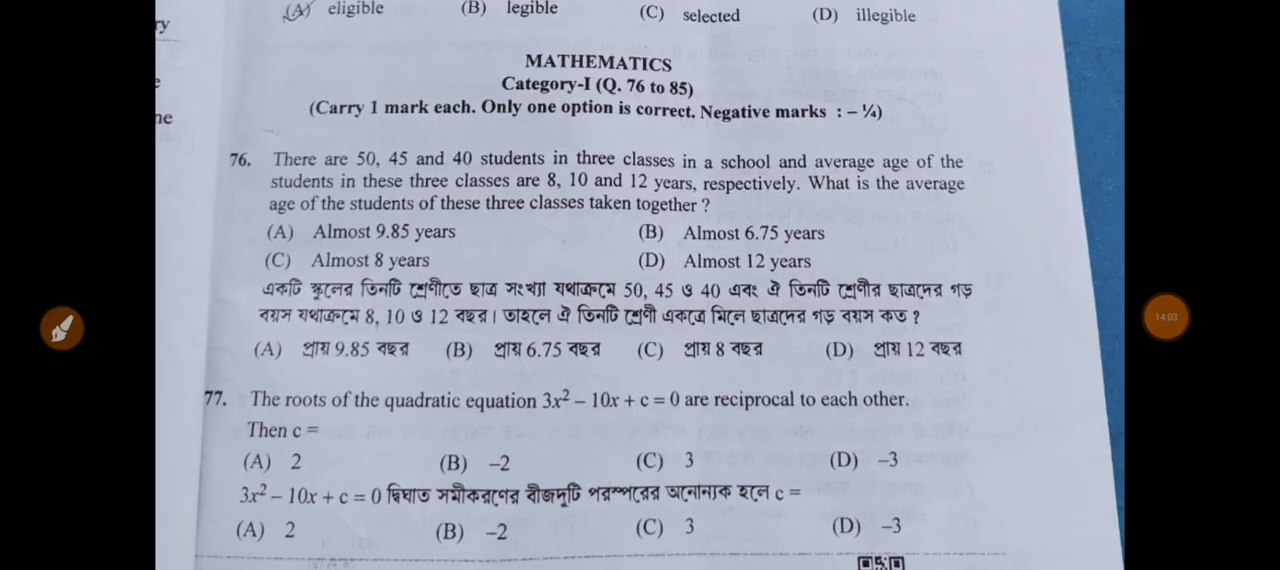 ry
(A) eligible (B) legible (C) selected (D) illegible
MATHEMATICS
Category-I (Q. 76 to 85)
(Carry 1 mark each. Only one option is correct. Negative marks : – ¼)
ne
76. There are 50, 45 and 40 students in three classes in a school and average age of the
students in these three classes are 8, 10 and 12 years, respectively. What is the average
age of the students of these three classes taken together ?
(A) Almost 9.85 years (B) Almost 6.75 years
(C) Almost 8 years (D) Almost 12 years
একটি স্কুলের তিনটি শ্রেণীতে ছাত্র সংখ্যা যথাক্রমে 50, 45 ও 40 এবং ঐ তিনটি শ্রেণীর ছাত্রদের গড়
বয়স যথাক্রমে 8, 10 ও 12 বছর। তাহলে ঐ তিনটি শ্রেণী একত্রে মিলে ছাত্রদের গড় বয়স কত ?
(A) প্রায় 9.85 বছর (B) প্রায় 6.75 বছর (C) প্রায় 8 বছর (D) প্রায় 12 বছর
14:03
77. The roots of the quadratic equation 3x² – 10x + c = 0 are reciprocal to each other.
Then c =
(A) 2 (B) –2 (C) 3 (D) –3
3x² – 10x + c = 0 দ্বিঘাত সমীকরণের বীজদুটি পরস্পরের অনোন্যক হলে c =
(A) 2 (B) –2 (C) 3 (D) –3